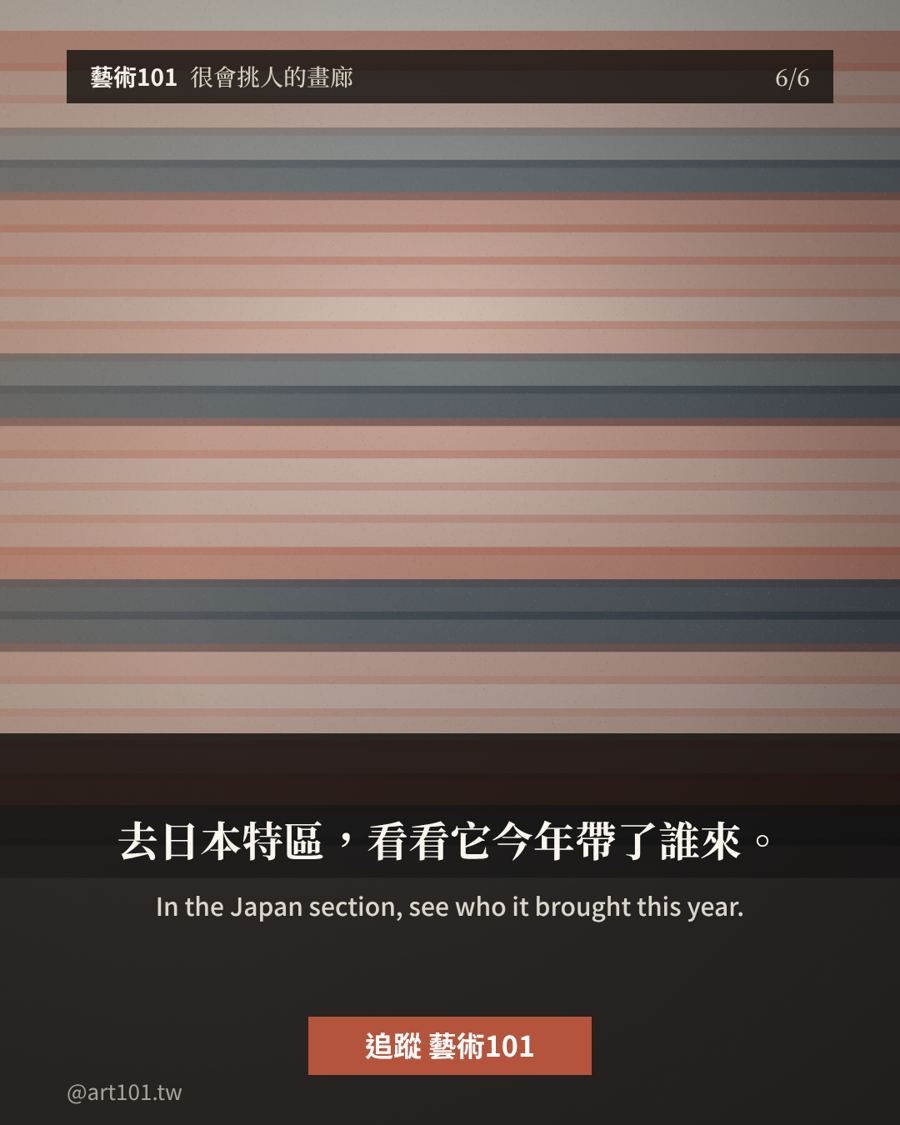 藝術101 很會挑人的畫廊 6/6
去日本特區，看看它今年帶了誰來。
In the Japan section, see who it brought this year.
追蹤 藝術101
@art101.tw